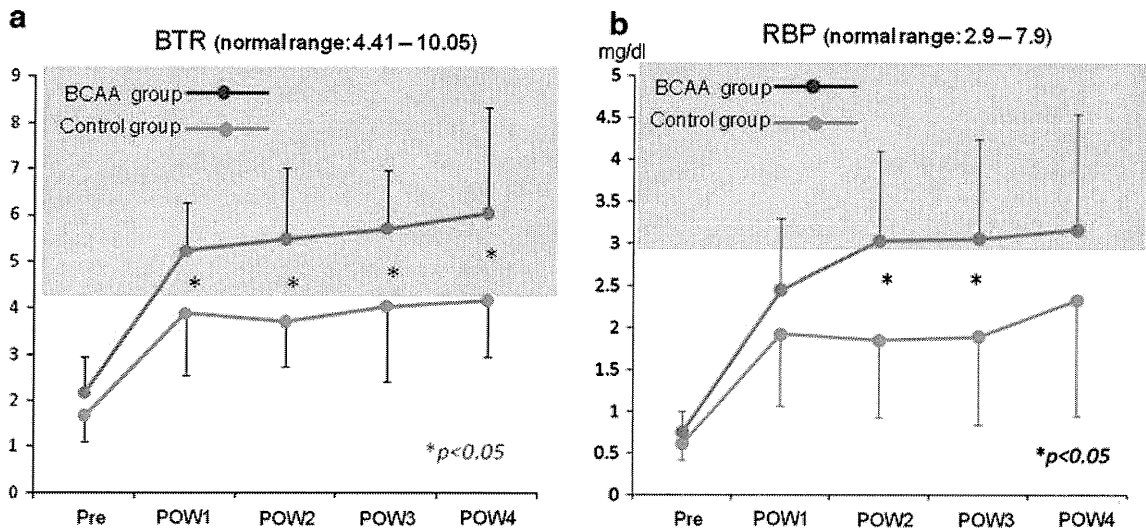 a
BTR (normal range: 4.41 – 10.05)
9
8
7
6
5
4
3
2
1
0
BCAA group
Control group
*
*
*
*
*p<0.05
Pre
POW1
POW2
POW3
POW4
b
RBP (normal range: 2.9 – 7.9)
mg/dl
5
4.5
4
3.5
3
2.5
2
1.5
1
0.5
0
BCAA group
Control group
*
*
*p<0.05
Pre
POW1
POW2
POW3
POW4